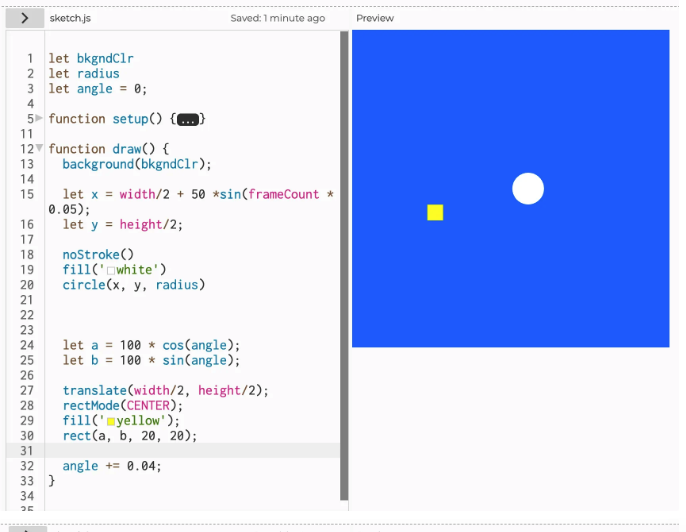 > sketch.js Saved: 1 minute ago Preview
1 let bkgndClr
2 let radius
3 let angle = 0;
4
5 function setup() {...}
11
12 function draw() {
13 background(bkgndClr);
14
15 let x = width/2 + 50 *sin(frameCount *
0.05);
16 let y = height/2;
17
18 noStroke()
19 fill('white')
20 circle(x, y, radius)
21
22
23
24 let a = 100 * cos(angle);
25 let b = 100 * sin(angle);
26
27 translate(width/2, height/2);
28 rectMode(CENTER);
29 fill('yellow');
30 rect(a, b, 20, 20);
31
32 angle += 0.04;
33 }
34
35